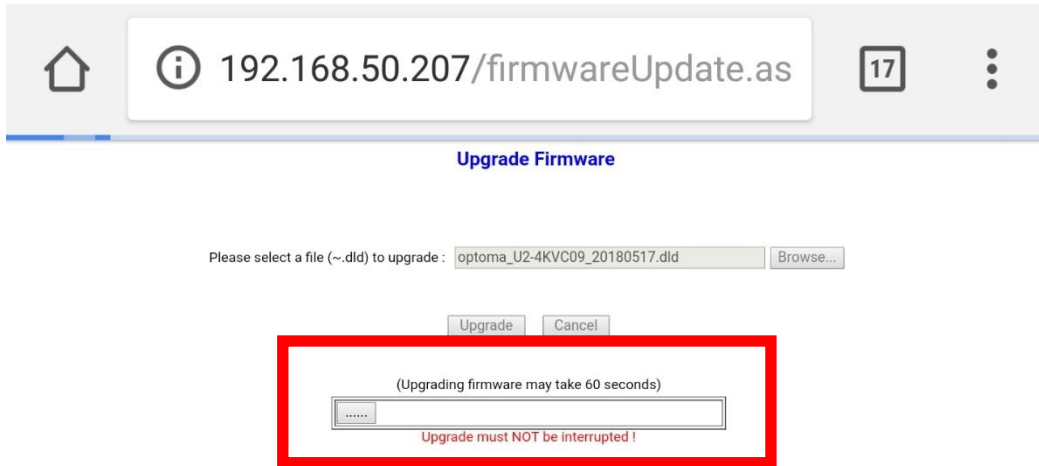 192.168.50.207/firmwareUpdate.as
17
Upgrade Firmware
Please select a file (~.dld) to upgrade : optoma_U2-4KVC09_20180517.dld Browse...
Upgrade Cancel
(Upgrading firmware may take 60 seconds)
......
Upgrade must NOT be interrupted !